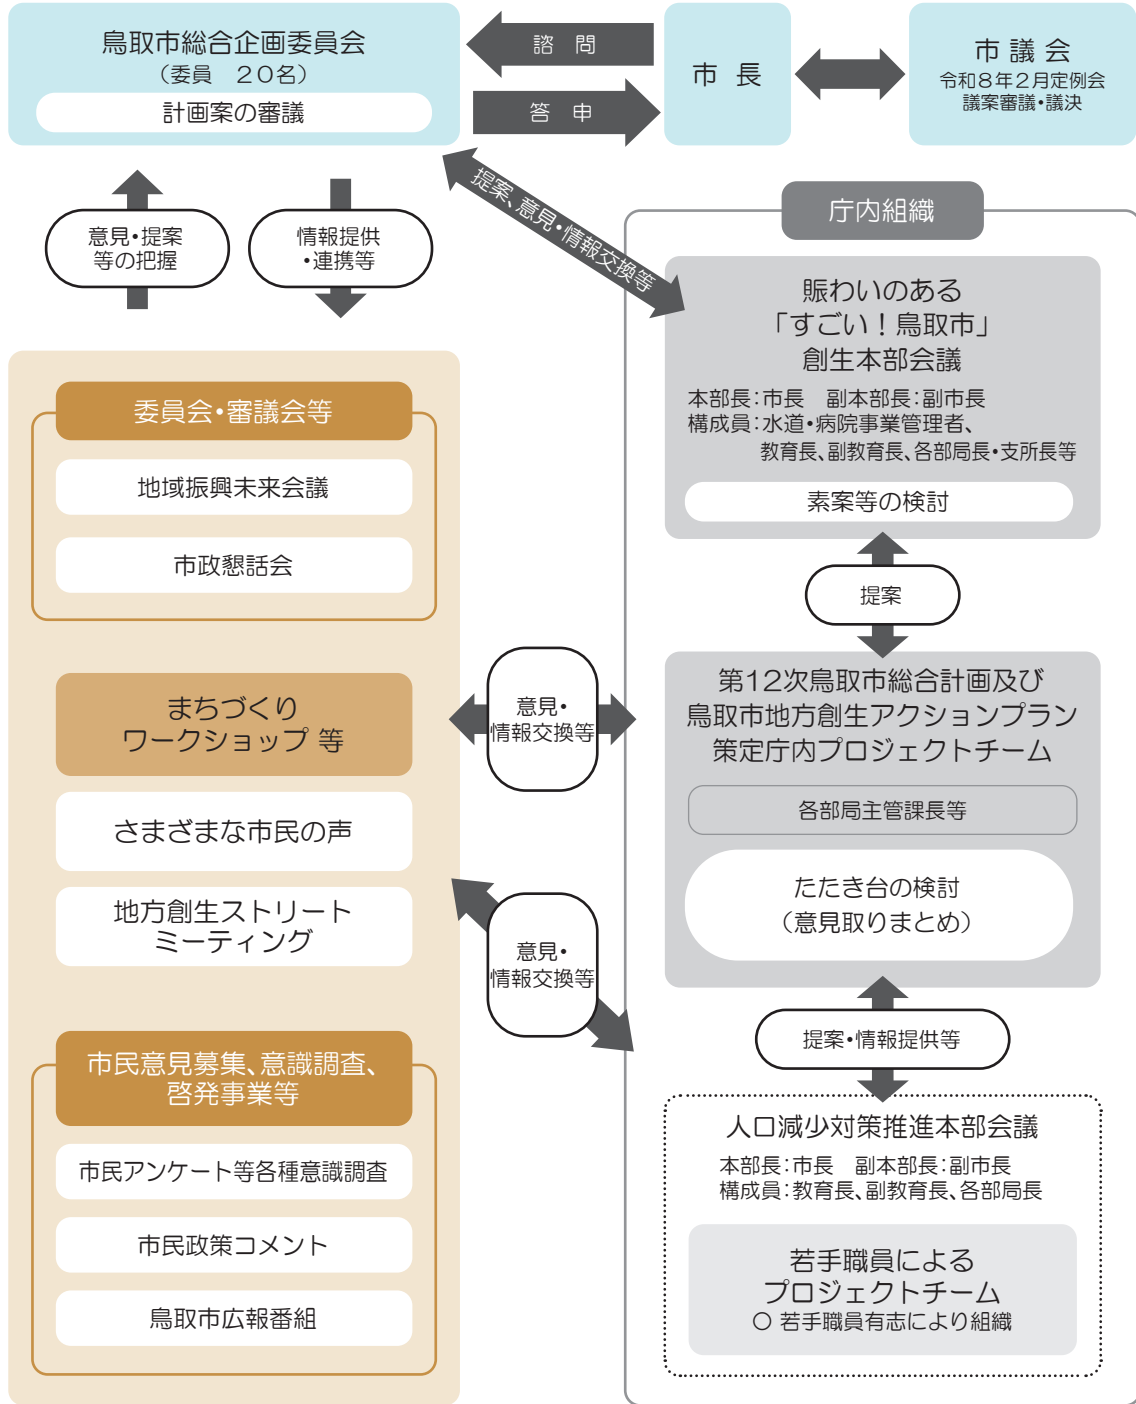 鳥取市総合企画委員会
（委員　２０名）
計画案の審議
諮　問
答　申
市 長
市 議 会
令和８年２月定例会
議案審議・議決
意見・提案
等の把握
情報提供
・連携等
提案、意見・情報交換等
委員会・審議会等
地域振興未来会議
市政懇話会
まちづくり
ワークショップ 等
さまざまな市民の声
地方創生ストリート
ミーティング
市民意見募集、意識調査、
啓発事業等
市民アンケート等各種意識調査
市民政策コメント
鳥取市広報番組
意見・
情報交換等
意見・
情報交換等
庁内組織
賑わいのある
「すごい！鳥取市」
創生本部会議
本部長：市長　副本部長：副市長
構成員：水道・病院事業管理者、
教育長、副教育長、各部局長・支所長等
素案等の検討
提案
第12次鳥取市総合計画及び
鳥取市地方創生アクションプラン
策定庁内プロジェクトチーム
各部局主管課長等
たたき台の検討
（意見取りまとめ）
提案・情報提供等
人口減少対策推進本部会議
本部長：市長　副本部長：副市長
構成員：教育長、副教育長、各部局長
若手職員による
プロジェクトチーム
○ 若手職員有志により組織